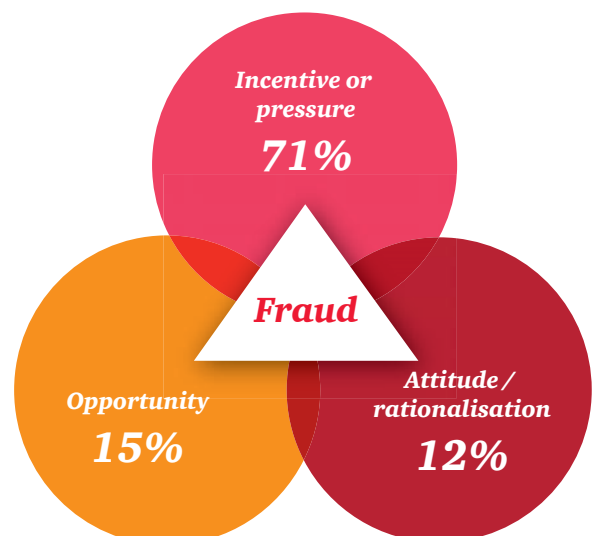 Incentive or
pressure
71%
Fraud
Opportunity
15%
Attitude /
rationalisation
12%